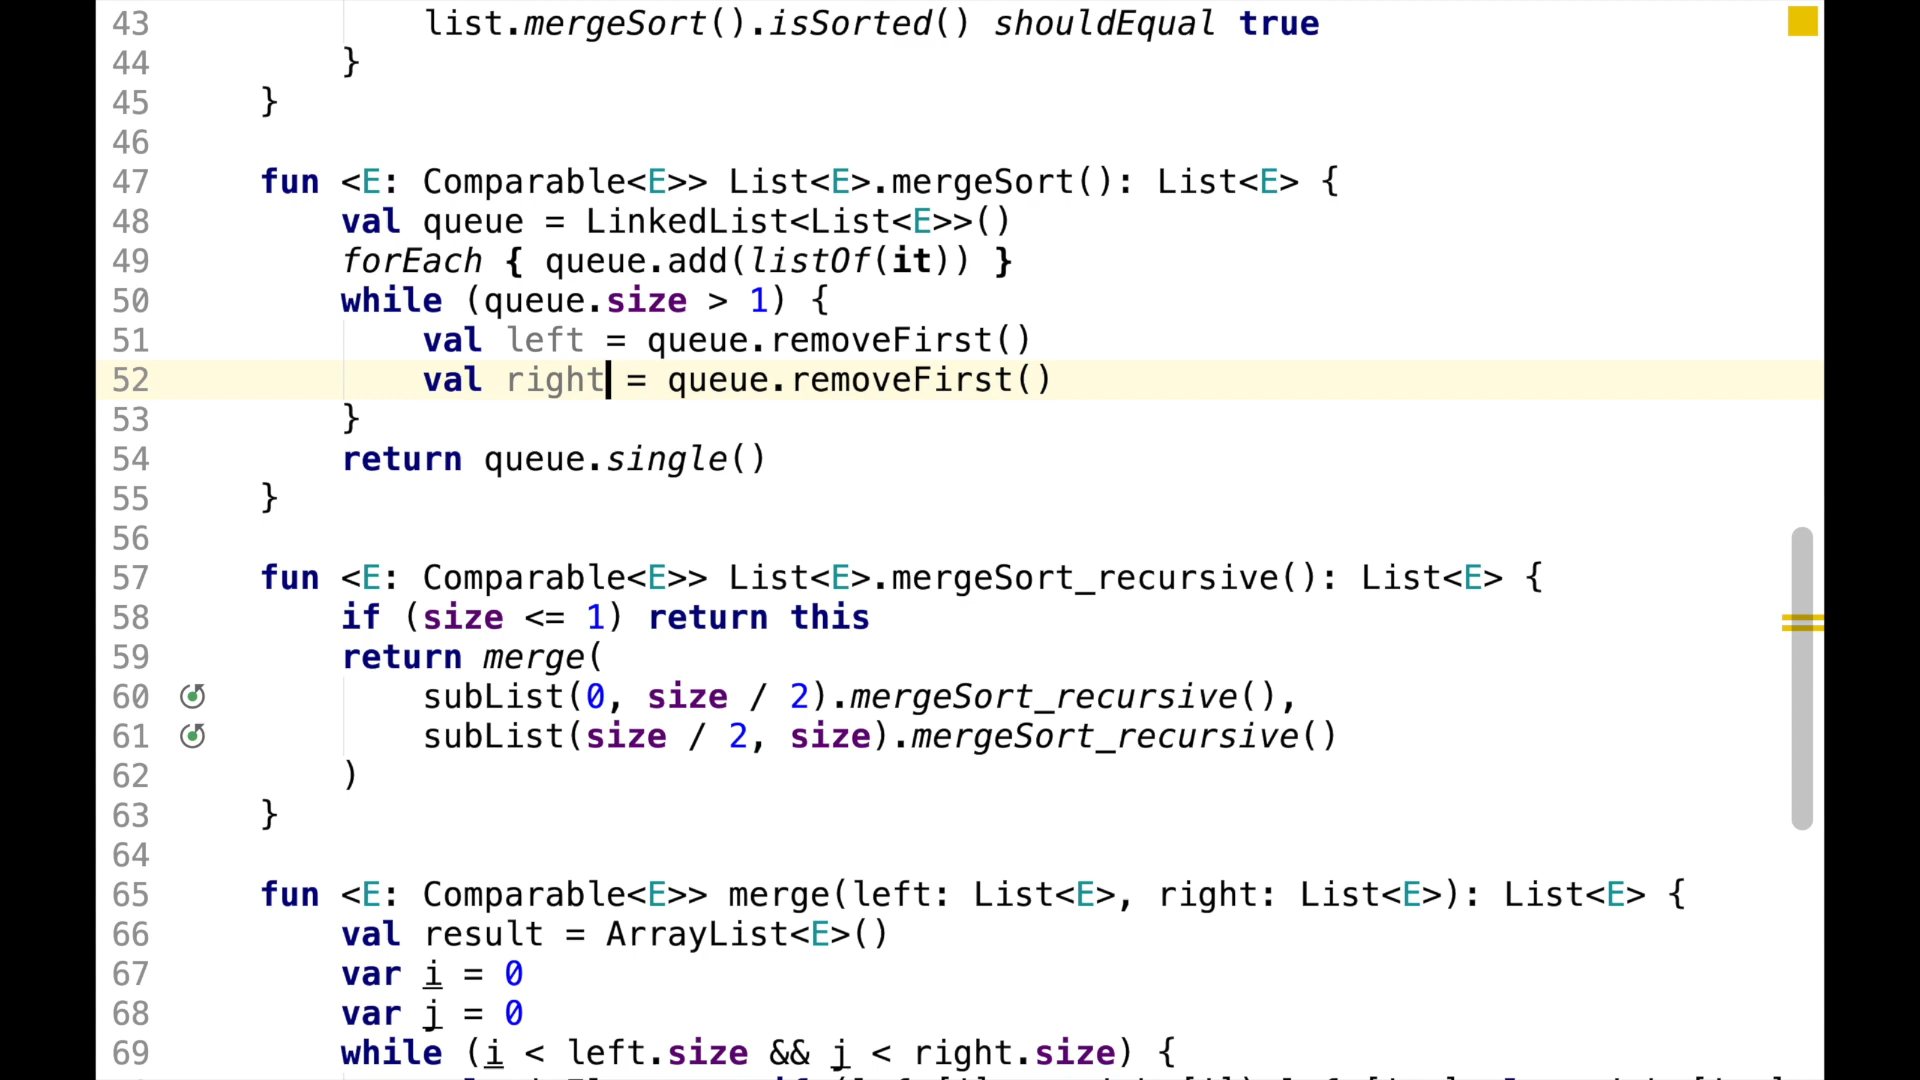 43 list.mergeSort().isSorted() shouldEqual true
44 }
45 }
46
47 fun <E: Comparable<E>> List<E>.mergeSort(): List<E> {
48 val queue = LinkedList<List<E>>()
49 forEach { queue.add(listOf(it)) }
50 while (queue.size > 1) {
51 val left = queue.removeFirst()
52 val right = queue.removeFirst()
53 }
54 return queue.single()
55 }
56
57 fun <E: Comparable<E>> List<E>.mergeSort_recursive(): List<E> {
58 if (size <= 1) return this
59 return merge(
60 subList(0, size / 2).mergeSort_recursive(),
61 subList(size / 2, size).mergeSort_recursive()
62 )
63 }
64
65 fun <E: Comparable<E>> merge(left: List<E>, right: List<E>): List<E> {
66 val result = ArrayList<E>()
67 var i = 0
68 var j = 0
69 while (i < left.size && j < right.size) {